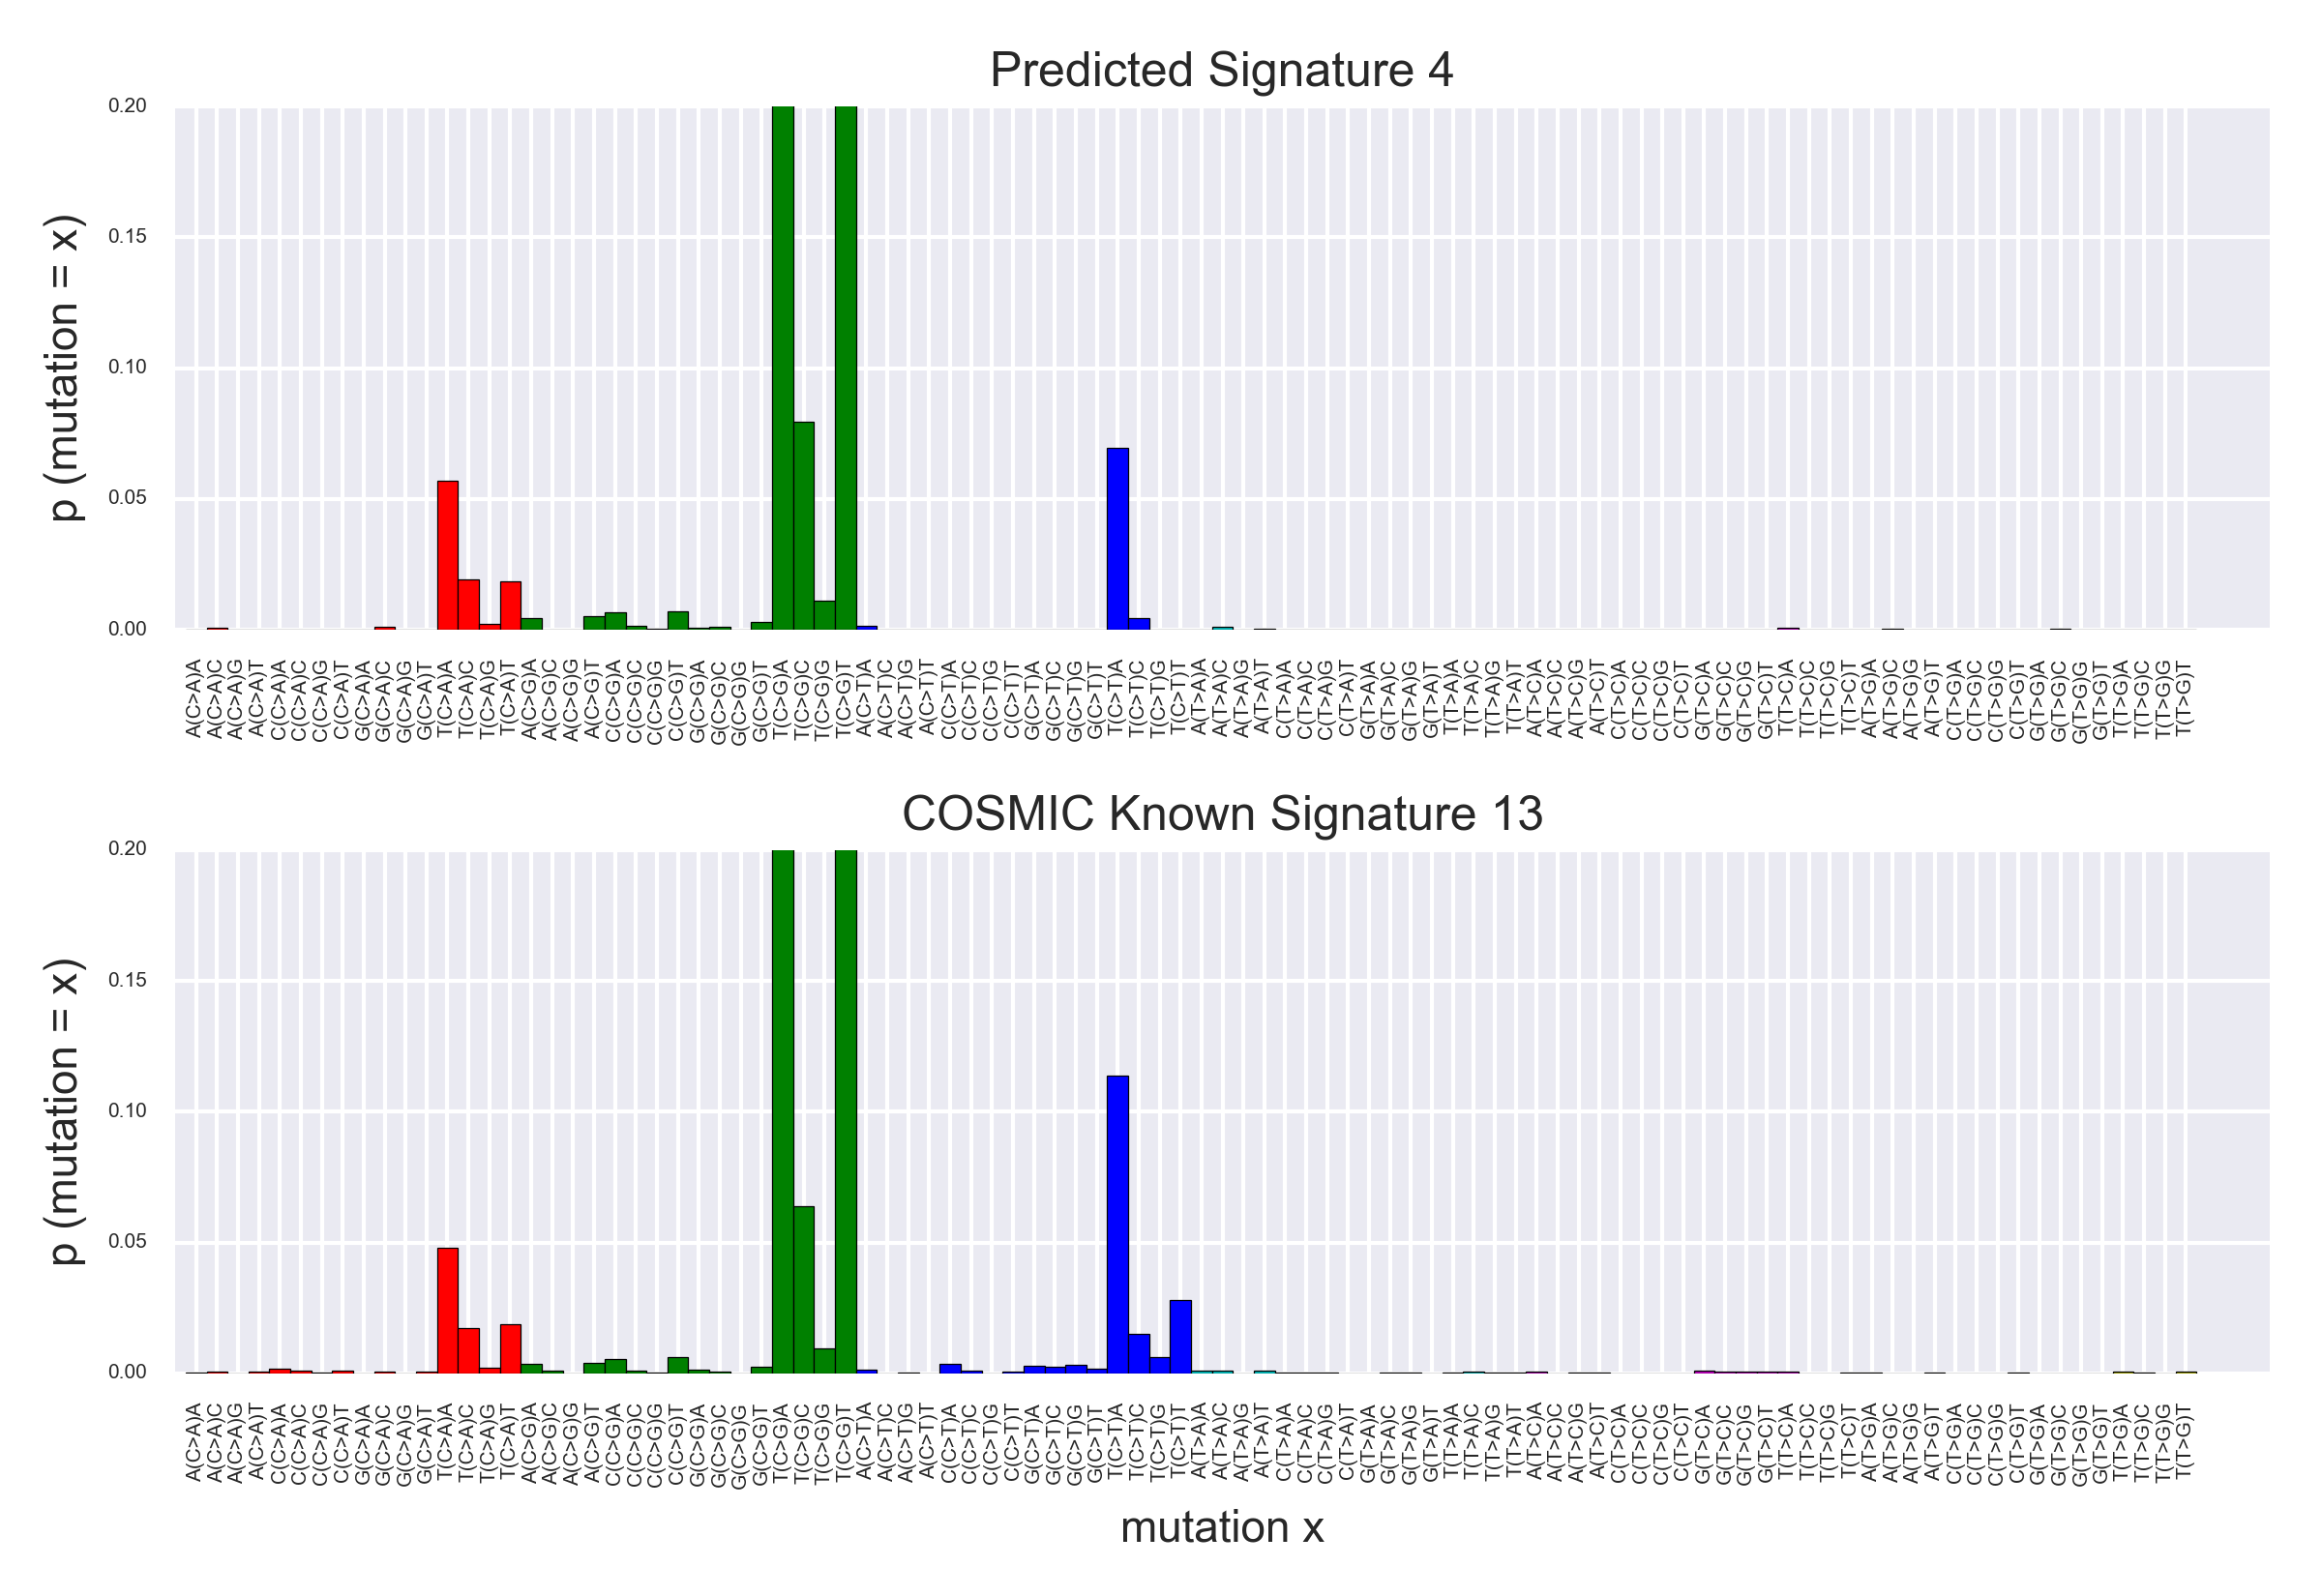 Predicted Signature 4
p (mutation = x)
0.20
0.15
0.10
0.05
0.00
A(C>A)A A(C>A)C A(C>A)G A(C>A)T C(C>A)A C(C>A)C C(C>A)G C(C>A)T G(C>A)A G(C>A)C G(C>A)G G(C>A)T T(C>A)A T(C>A)C T(C>A)G T(C>A)T A(C>G)A A(C>G)C A(C>G)G A(C>G)T C(C>G)A C(C>G)C C(C>G)G C(C>G)T G(C>G)A G(C>G)C G(C>G)G G(C>G)T T(C>G)A T(C>G)C T(C>G)G T(C>G)T A(C>T)A A(C>T)C A(C>T)G A(C>T)T C(C>T)A C(C>T)C C(C>T)G C(C>T)T G(C>T)A G(C>T)C G(C>T)G G(C>T)T T(C>T)A T(C>T)C T(C>T)G T(C>T)T A(T>A)A A(T>A)C A(T>A)G A(T>A)T C(T>A)A C(T>A)C C(T>A)G C(T>A)T G(T>A)A G(T>A)C G(T>A)G G(T>A)T T(T>A)A T(T>A)C T(T>A)G T(T>A)T A(T>C)A A(T>C)C A(T>C)G A(T>C)T C(T>C)A C(T>C)C C(T>C)G C(T>C)T G(T>C)A G(T>C)C G(T>C)G G(T>C)T T(T>C)A T(T>C)C T(T>C)G T(T>C)T A(T>G)A A(T>G)C A(T>G)G A(T>G)T C(T>G)A C(T>G)C C(T>G)G C(T>G)T G(T>G)A G(T>G)C G(T>G)G G(T>G)T T(T>G)A T(T>G)C T(T>G)G T(T>G)T
COSMIC Known Signature 13
p (mutation = x)
0.20
0.15
0.10
0.05
0.00
A(C>A)A A(C>A)C A(C>A)G A(C>A)T C(C>A)A C(C>A)C C(C>A)G C(C>A)T G(C>A)A G(C>A)C G(C>A)G G(C>A)T T(C>A)A T(C>A)C T(C>A)G T(C>A)T A(C>G)A A(C>G)C A(C>G)G A(C>G)T C(C>G)A C(C>G)C C(C>G)G C(C>G)T G(C>G)A G(C>G)C G(C>G)G G(C>G)T T(C>G)A T(C>G)C T(C>G)G T(C>G)T A(C>T)A A(C>T)C A(C>T)G A(C>T)T C(C>T)A C(C>T)C C(C>T)G C(C>T)T G(C>T)A G(C>T)C G(C>T)G G(C>T)T T(C>T)A T(C>T)C T(C>T)G T(C>T)T A(T>A)A A(T>A)C A(T>A)G A(T>A)T C(T>A)A C(T>A)C C(T>A)G C(T>A)T G(T>A)A G(T>A)C G(T>A)G G(T>A)T T(T>A)A T(T>A)C T(T>A)G T(T>A)T A(T>C)A A(T>C)C A(T>C)G A(T>C)T C(T>C)A C(T>C)C C(T>C)G C(T>C)T G(T>C)A G(T>C)C G(T>C)G G(T>C)T T(T>C)A T(T>C)C T(T>C)G T(T>C)T A(T>G)A A(T>G)C A(T>G)G A(T>G)T C(T>G)A C(T>G)C C(T>G)G C(T>G)T G(T>G)A G(T>G)C G(T>G)G G(T>G)T T(T>G)A T(T>G)C T(T>G)G T(T>G)T
mutation x